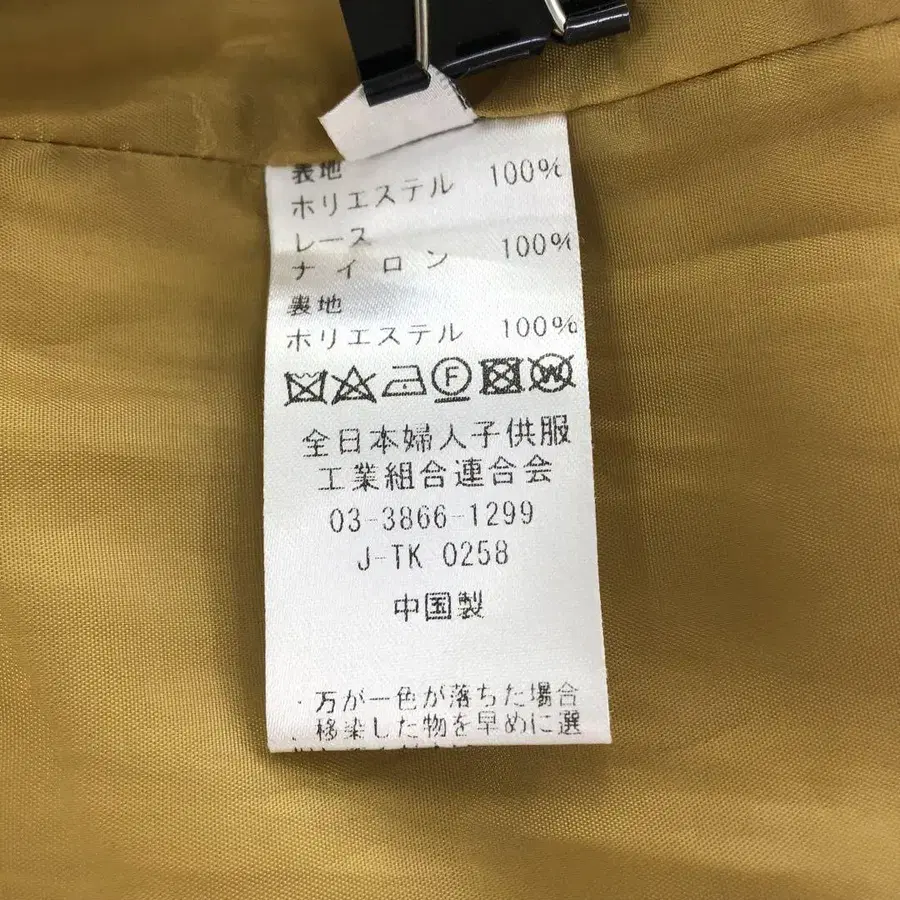 表地
ポリエステル 100%
レース
ナイロン 100%
裏地
ポリエステル 100%
F W
全日本婦人子供服
工業組合連合会
03-3866-1299
J-TK 0258
中国製
・万が一色が落ちた場合
移染した物を早めに選